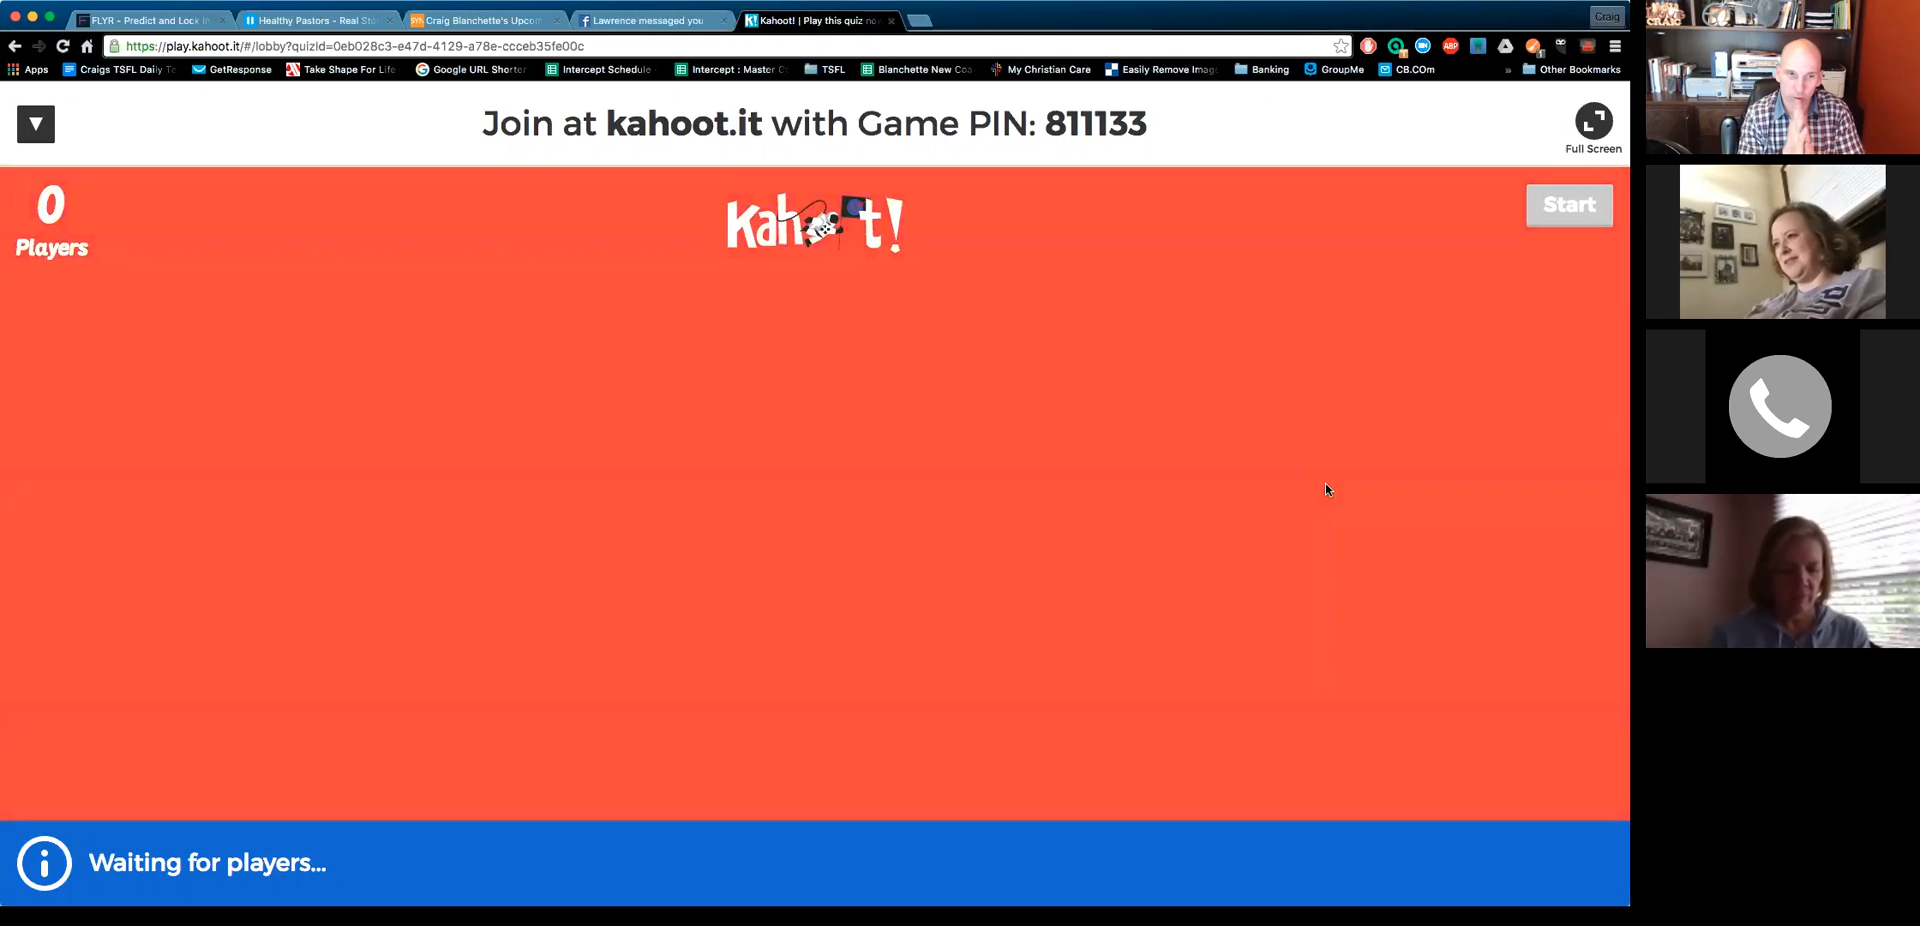 FLYR - Predict and Lock In
Healthy Pastors - Real Sto
SYN Craig Blanchette's Upcom
Lawrence messaged you
K! Kahoot! | Play this quiz now
Craig
https://play.kahoot.it/#/lobby?quizId=0eb028c3-e47d-4129-a78e-ccceb35fe00c
ABP
Apps Craigs TSFL Daily T GetResponse Take Shape For Life Google URL Shorte Intercept Schedule Intercept : Master C TSFL Blanchette New Coa My Christian Care Easily Remove Imag Banking GroupMe CB.COm » Other Bookmarks
Join at kahoot.it with Game PIN: 811133
Full Screen
0
Players
Kahoot!
Start
Waiting for players...